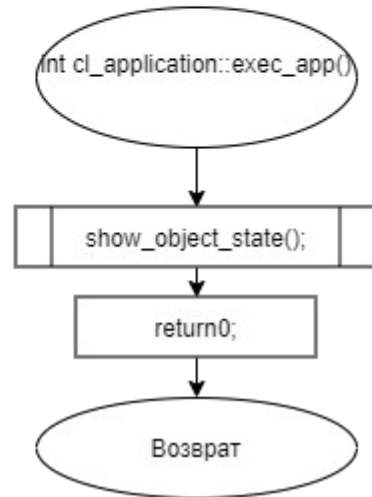 int cl_application::exec_app()
show_object_state();
return0;
Возврат